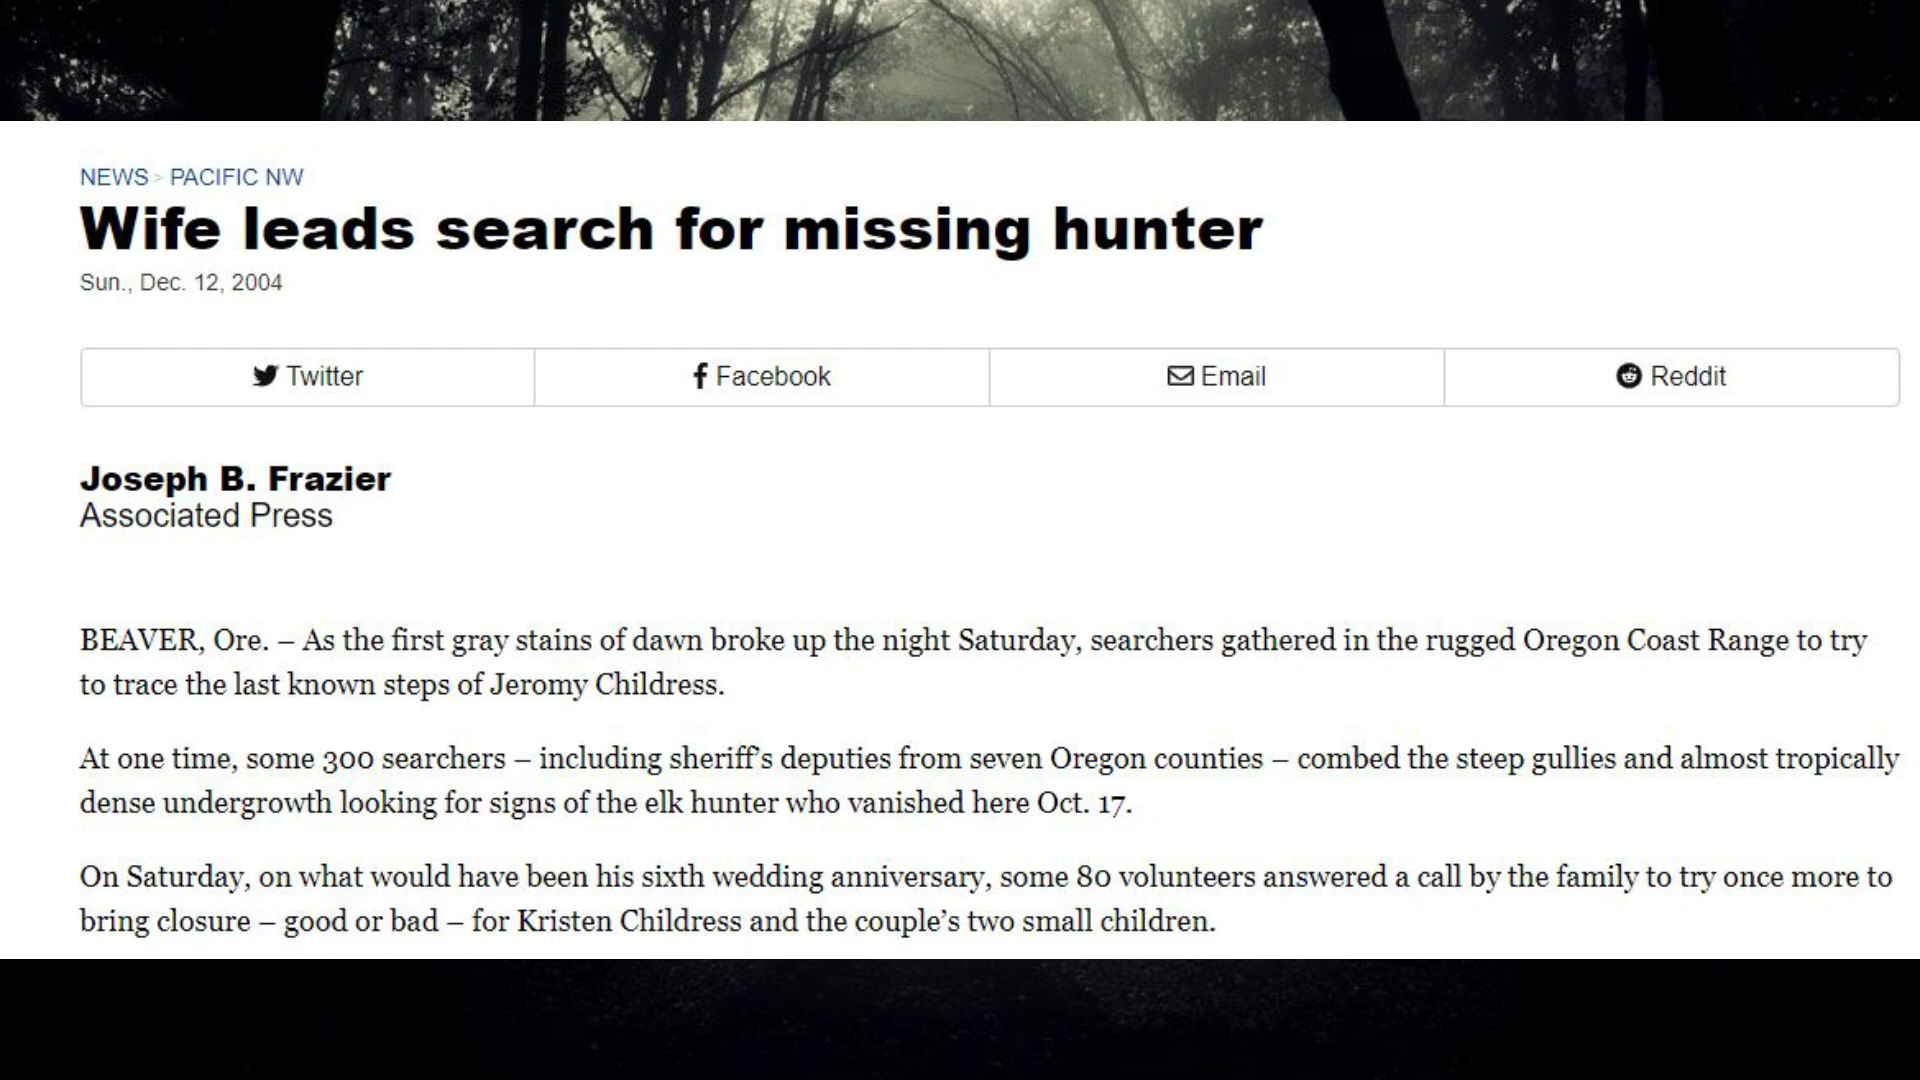 NEWS > PACIFIC NW
Wife leads search for missing hunter
Sun., Dec. 12, 2004
Twitter
Facebook
Email
Reddit
Joseph B. Frazier
Associated Press
BEAVER, Ore. – As the first gray stains of dawn broke up the night Saturday, searchers gathered in the rugged Oregon Coast Range to try
to trace the last known steps of Jeromy Childress.
At one time, some 300 searchers – including sheriff’s deputies from seven Oregon counties – combed the steep gullies and almost tropically
dense undergrowth looking for signs of the elk hunter who vanished here Oct. 17.
On Saturday, on what would have been his sixth wedding anniversary, some 80 volunteers answered a call by the family to try once more to
bring closure – good or bad – for Kristen Childress and the couple’s two small children.